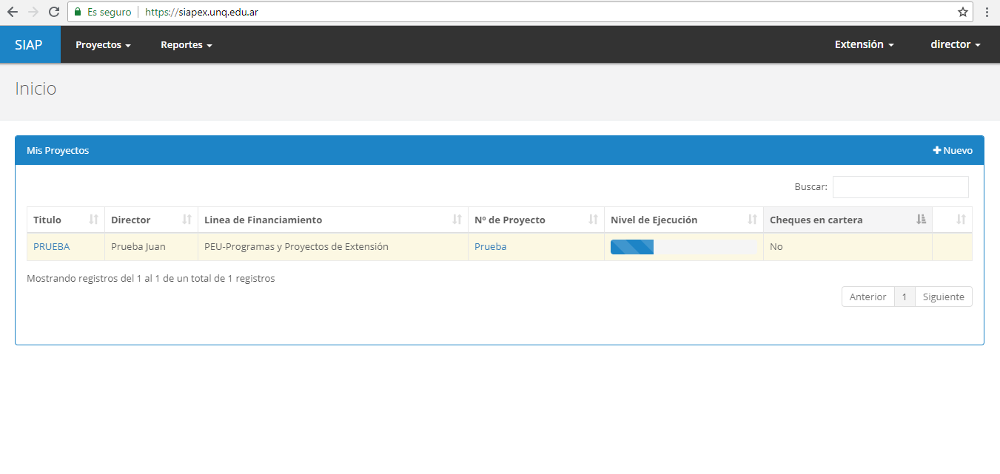 Es seguro https://siapex.unq.edu.ar
SIAP Proyectos Reportes Extensión director
Inicio
Mis Proyectos Nuevo
Buscar:
Titulo Director Linea de Financiamiento Nº de Proyecto Nivel de Ejecución Cheques en cartera
PRUEBA Prueba Juan PEU-Programas y Proyectos de Extensión Prueba No
Mostrando registros del 1 al 1 de un total de 1 registros
Anterior 1 Siguiente